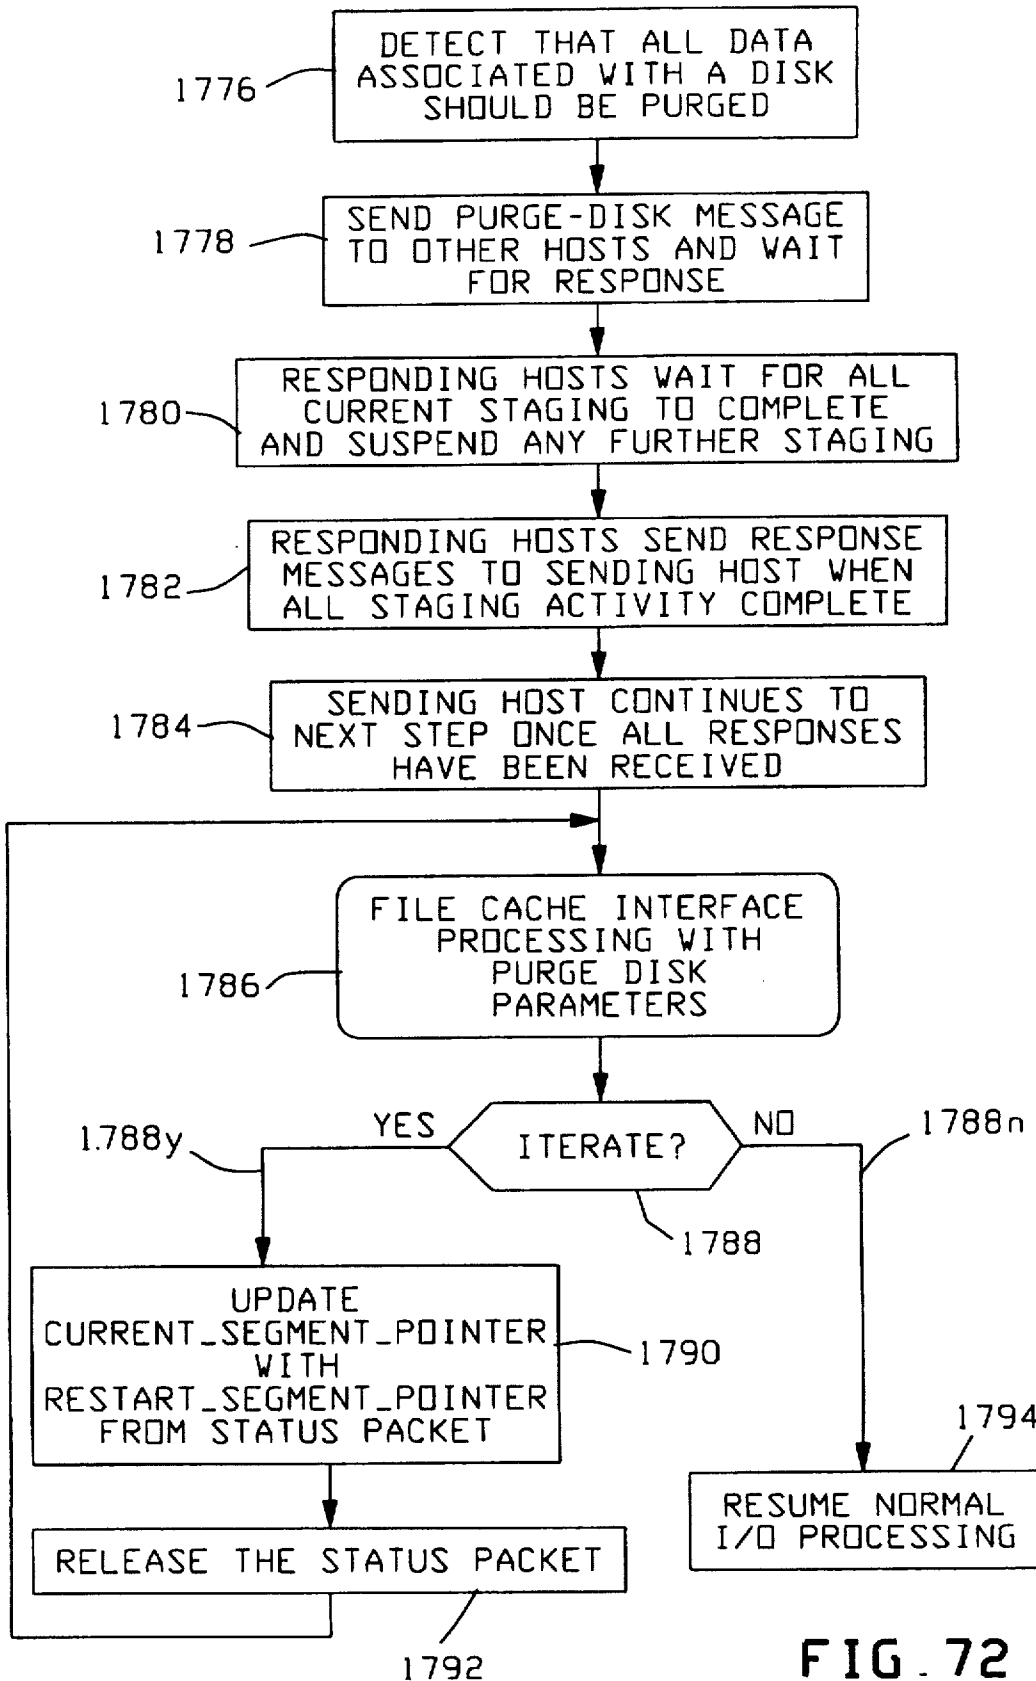 DETECT THAT ALL DATA
ASSOCIATED WITH A DISK
SHOULD BE PURGED
1776
SEND PURGE-DISK MESSAGE
TO OTHER HOSTS AND WAIT
FOR RESPONSE
1778
RESPONDING HOSTS WAIT FOR ALL
CURRENT STAGING TO COMPLETE
AND SUSPEND ANY FURTHER STAGING
1780
RESPONDING HOSTS SEND RESPONSE
MESSAGES TO SENDING HOST WHEN
ALL STAGING ACTIVITY COMPLETE
1782
SENDING HOST CONTINUES TO
NEXT STEP ONCE ALL RESPONSES
HAVE BEEN RECEIVED
1784
FILE CACHE INTERFACE
PROCESSING WITH
PURGE DISK
PARAMETERS
1786
YES
NO
1788y
ITERATE?
1788n
1788
UPDATE
CURRENT_SEGMENT_POINTER
WITH
RESTART_SEGMENT_POINTER
FROM STATUS PACKET
1790
1794
RESUME NORMAL
I/O PROCESSING
RELEASE THE STATUS PACKET
1792
FIG. 72